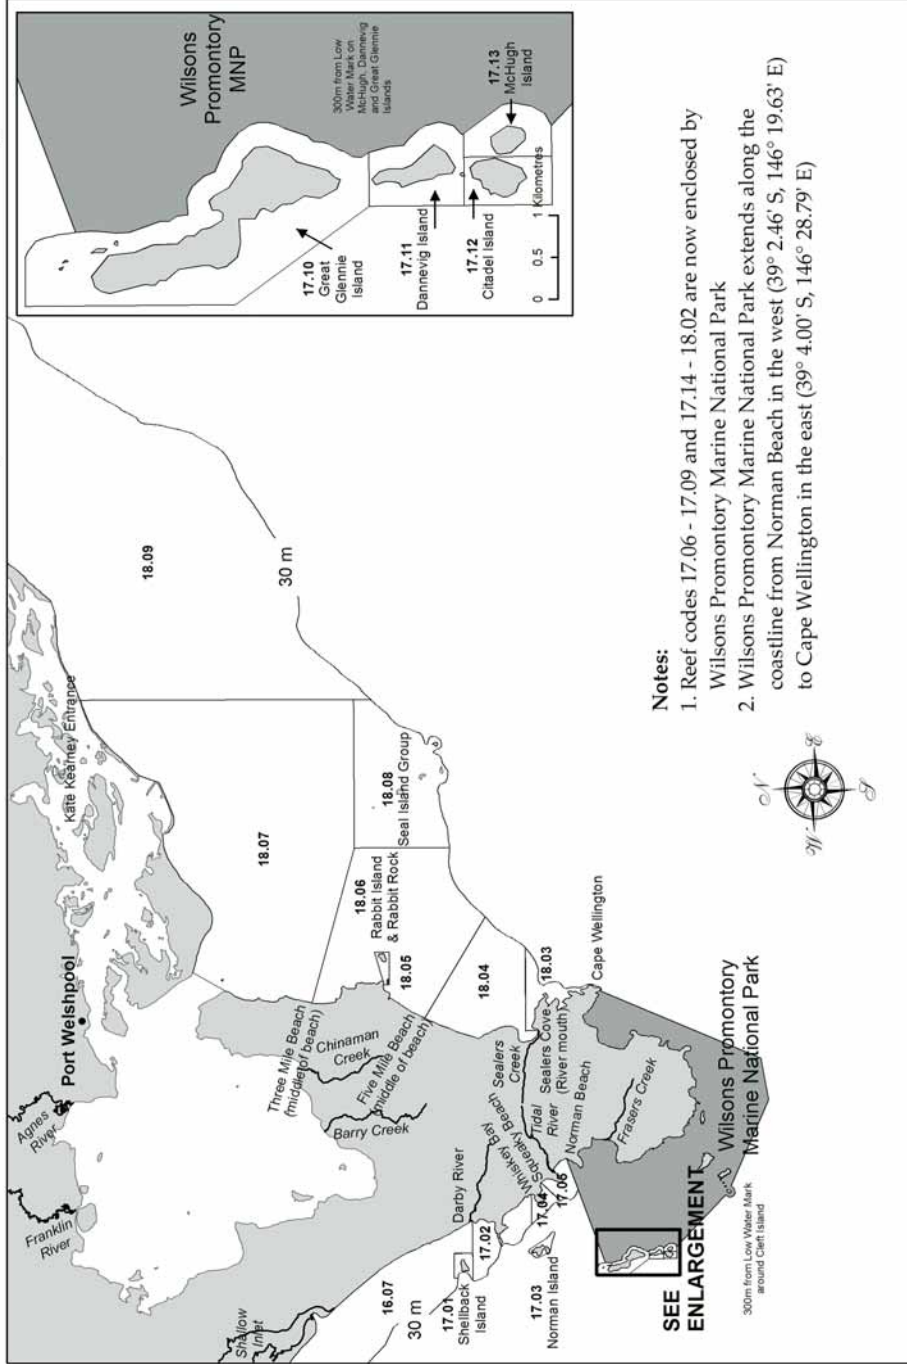 Wilsons
Promontory
MNP
300m from Low
Water Mark on
McHugh, Dannevig
and Great Glennie
Islands
17.10
Great
Glennie
Island
17.11
Dannevig Island
17.12
Citadel Island
17.13
McHugh
Island
0 0.5 1 Kilometres
Franklin
River
Agnes
River
Port Welshpool
Kate Kearney Entrance
Shallow
Inlet
16.07
30 m
17.01
Shellback
Island
17.02
17.03
Norman Island
17.04
17.05
Darby River
Whiskey Bay
Squeaky Beach
Tidal
River
Norman Beach
Barry Creek
Chinaman
Creek
Three Mile Beach
(middle of beach)
Five Mile Beach
(middle of beach)
Sealers
Creek
Sealers Cove
(River mouth)
Frasers Creek
18.03
Cape Wellington
18.04
18.05
18.06
Rabbit Island
& Rabbit Rock
18.07
18.08
Seal Island Group
18.09
30 m
SEE
ENLARGEMENT
300m from Low Water Mark
around Cleft Island
Wilsons Promontory
Marine National Park
N
E
S
W
Notes:
1. Reef codes 17.06 - 17.09 and 17.14 - 18.02 are now enclosed by
Wilsons Promontory Marine National Park
2. Wilsons Promontory Marine National Park extends along the
coastline from Norman Beach in the west (39° 2.46' S, 146° 19.63' E)
to Cape Wellington in the east (39° 4.00' S, 146° 28.79' E)